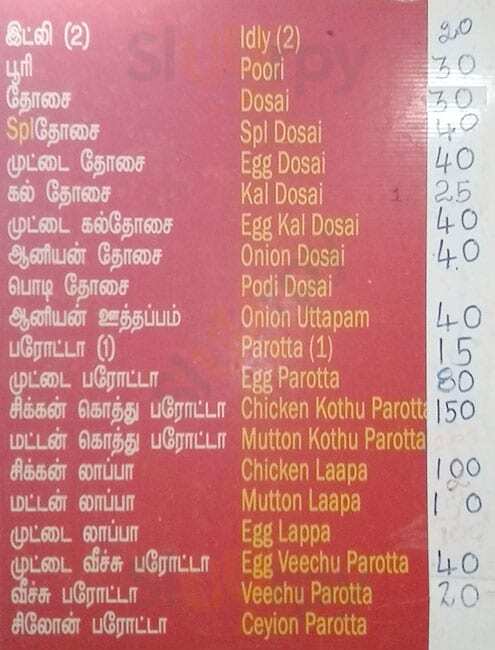 இட்லி (2) Idly (2) 20
பூரி Poori 30
தோசை Dosai 30
Splதோசை Spl Dosai 40
முட்டை தோசை Egg Dosai 40
கல் தோசை Kal Dosai 25
முட்டை கல்தோசை Egg Kal Dosai 40
ஆனியன் தோசை Onion Dosai 40
பொடி தோசை Podi Dosai
ஆனியன் ஊத்தப்பம் Onion Uttapam 40
பரோட்டா (1) Parotta (1) 15
முட்டை பரோட்டா Egg Parotta 80
சிக்கன் கொத்து பரோட்டா Chicken Kothu Parotta 150
மட்டன் கொத்து பரோட்டா Mutton Kothu Parotta
சிக்கன் லாப்பா Chicken Laapa 100
மட்டன் லாப்பா Mutton Laapa
முட்டை லாப்பா Egg Lappa
முட்டை வீச்சு பரோட்டா Egg Veechu Parotta 40
வீச்சு பரோட்டா Veechu Parotta 20
சிலோன் பரோட்டா Ceyion Parotta